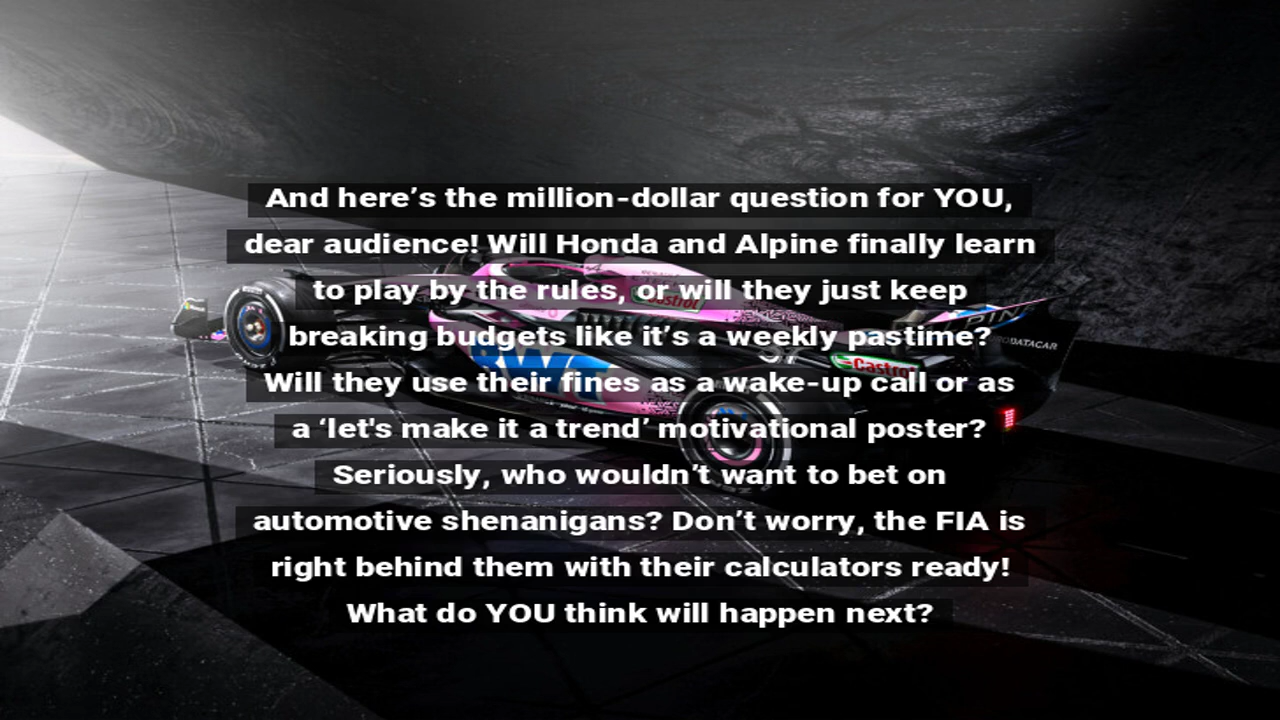 And here’s the million-dollar question for YOU,
dear audience! Will Honda and Alpine finally learn
to play by the rules, or will they just keep
breaking budgets like it’s a weekly pastime?
Will they use their fines as a wake-up call or as
a ‘let's make it a trend’ motivational poster?
Seriously, who wouldn’t want to bet on
automotive shenanigans? Don’t worry, the FIA is
right behind them with their calculators ready!
What do YOU think will happen next?
Castrol
Castrol
BWT
DATACAR